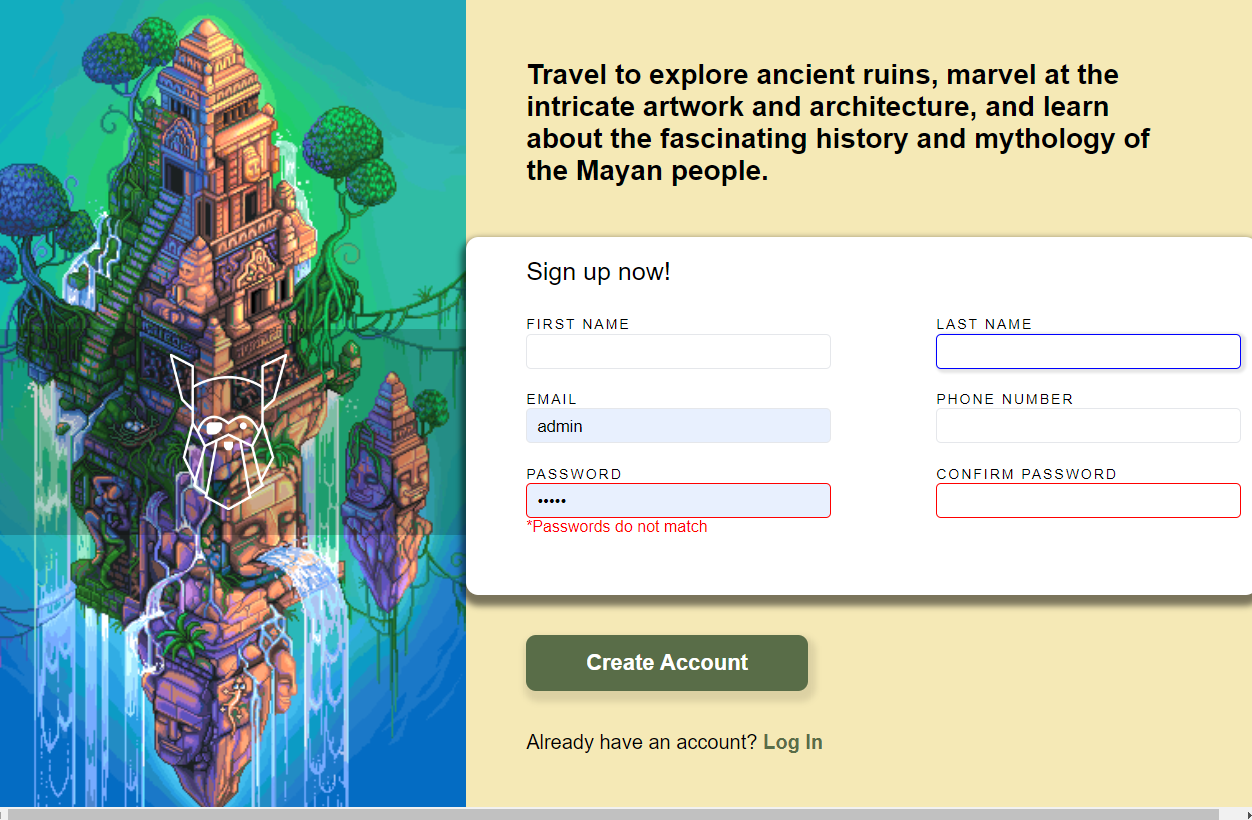 Travel to explore ancient ruins, marvel at the
intricate artwork and architecture, and learn
about the fascinating history and mythology of
the Mayan people.
Sign up now!
FIRST NAME
LAST NAME
EMAIL
PHONE NUMBER
admin
PASSWORD
CONFIRM PASSWORD
•••••
*Passwords do not match
Create Account
Already have an account? Log In